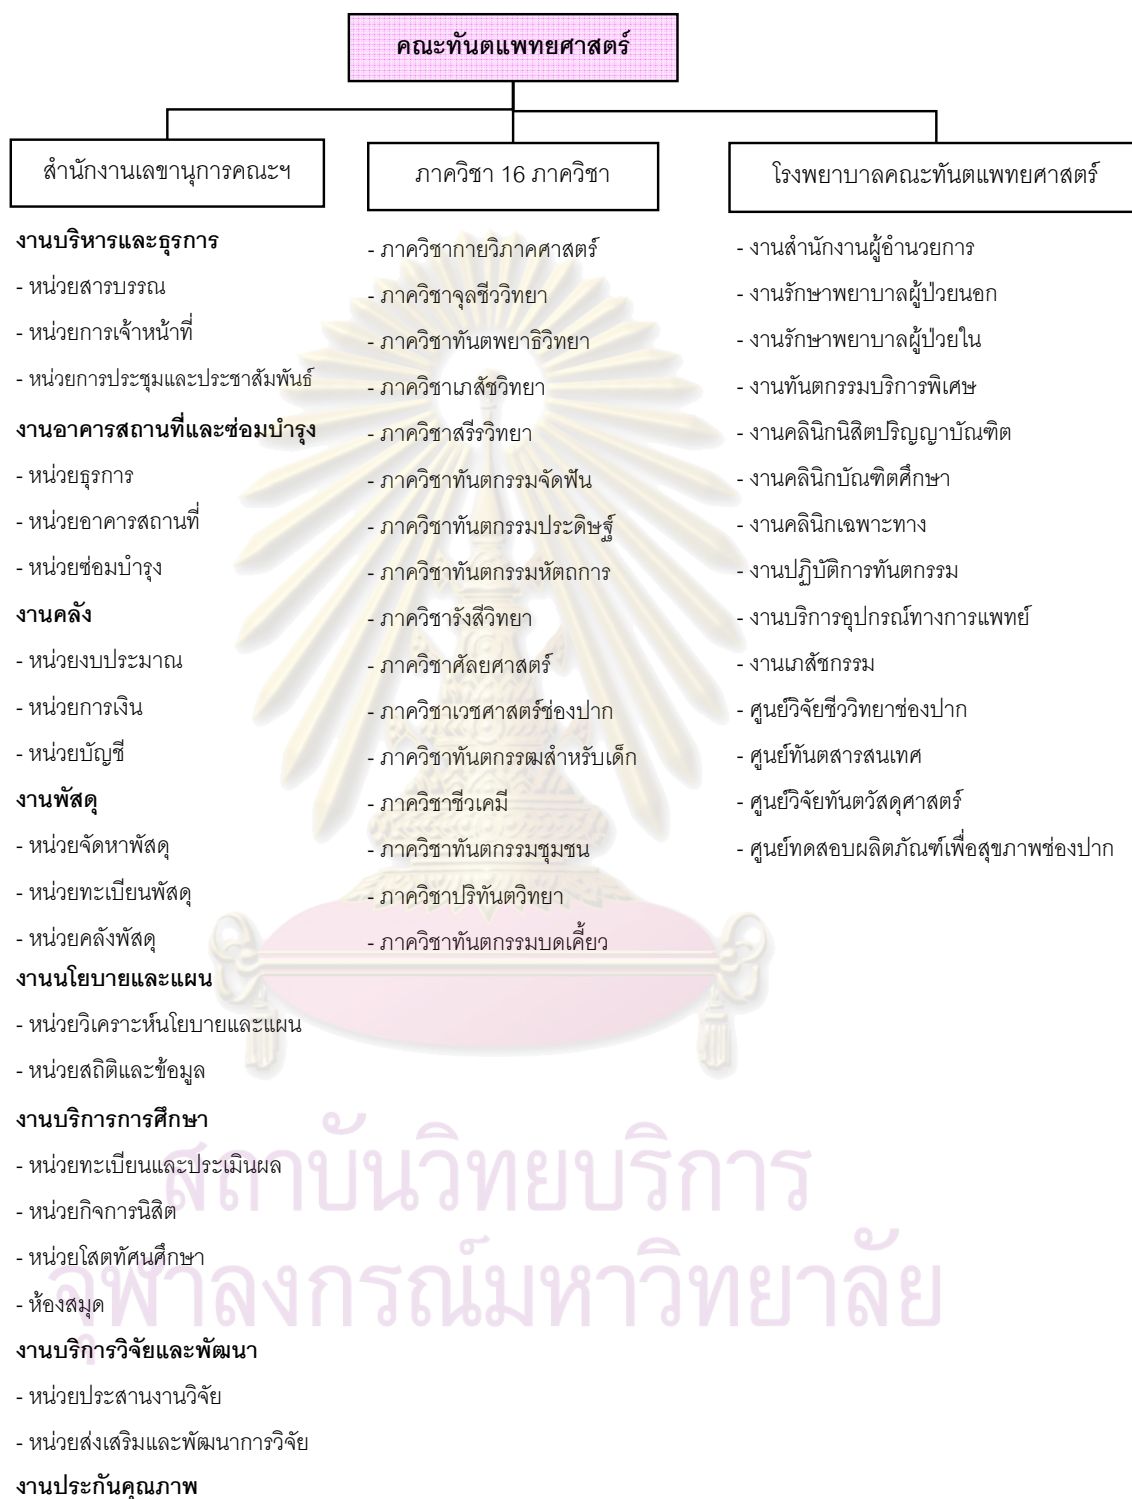 คณะทันตแพทยศาสตร์
สำนักงานเลขานุการคณะฯ
งานบริหารและธุรการ
- หน่วยสารบรรณ
- หน่วยการเจ้าหน้าที่
- หน่วยการประชุมและประชาสัมพันธ์
งานอาคารสถานที่และซ่อมบำรุง
- หน่วยธุรการ
- หน่วยอาคารสถานที่
- หน่วยซ่อมบำรุง
งานคลัง
- หน่วยงบประมาณ
- หน่วยการเงิน
- หน่วยบัญชี
งานพัสดุ
- หน่วยจัดหาพัสดุ
- หน่วยทะเบียนพัสดุ
- หน่วยคลังพัสดุ
งานนโยบายและแผน
- หน่วยวิเคราะห์นโยบายและแผน
- หน่วยสถิติและข้อมูล
งานบริการการศึกษา
- หน่วยทะเบียนและประเมินผล
- หน่วยกิจการนิสิต
- หน่วยโสตทัศนศึกษา
- ห้องสมุด
งานบริการวิจัยและพัฒนา
- หน่วยประสานงานวิจัย
- หน่วยส่งเสริมและพัฒนาการวิจัย
งานประกันคุณภาพ
ภาควิชา 16 ภาควิชา
- ภาควิชากายวิภาคศาสตร์
- ภาควิชาจุลชีววิทยา
- ภาควิชาทันตพยาธิวิทยา
- ภาควิชาเภสัชวิทยา
- ภาควิชาสรีรวิทยา
- ภาควิชาทันตกรรมจัดฟัน
- ภาควิชาทันตกรรมประดิษฐ์
- ภาควิชาทันตกรรมหัตถการ
- ภาควิชารังสีวิทยา
- ภาควิชาศัลยศาสตร์
- ภาควิชาเวชศาสตร์ช่องปาก
- ภาควิชาทันตกรรฒสำหรับเด็ก
- ภาควิชาชีวเคมี
- ภาควิชาทันตกรรมชุมชน
- ภาควิชาปริทันตวิทยา
- ภาควิชาทันตกรรมบดเคี้ยว
โรงพยาบาลคณะทันตแพทยศาสตร์
- งานสำนักงานผู้อำนวยการ
- งานรักษาพยาบาลผู้ป่วยนอก
- งานรักษาพยาบาลผู้ป่วยใน
- งานทันตกรรมบริการพิเศษ
- งานคลินิกนิสิตปริญญาบัณฑิต
- งานคลินิกบัณฑิตศึกษา
- งานคลินิกเฉพาะทาง
- งานปฏิบัติการทันตกรรม
- งานบริการอุปกรณ์ทางการแพทย์
- งานเภสัชกรรม
- ศูนย์วิจัยชีววิทยาช่องปาก
- ศูนย์ทันตสารสนเทศ
- ศูนย์วิจัยทันตวัสดุศาสตร์
- ศูนย์ทดสอบผลิตภัณฑ์เพื่อสุขภาพช่องปาก
สถาบันวิทยบริการ
จุฬาลงกรณ์มหาวิทยาลัย